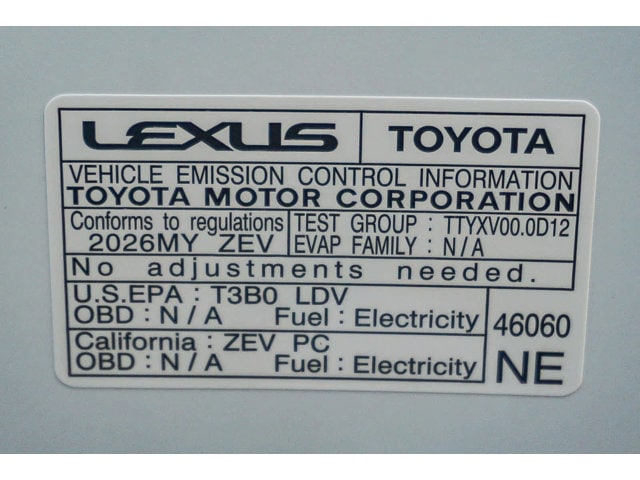 LEXUS TOYOTA
VEHICLE EMISSION CONTROL INFORMATION
TOYOTA MOTOR CORPORATION
Conforms to regulations
2026MY ZEV
TEST GROUP : TTYXV00.0D12
EVAP FAMILY : N/A
No adjustments needed.
U.S.EPA : T3B0 LDV
OBD : N/A Fuel : Electricity
California : ZEV PC
OBD : N/A Fuel : Electricity
46060
NE